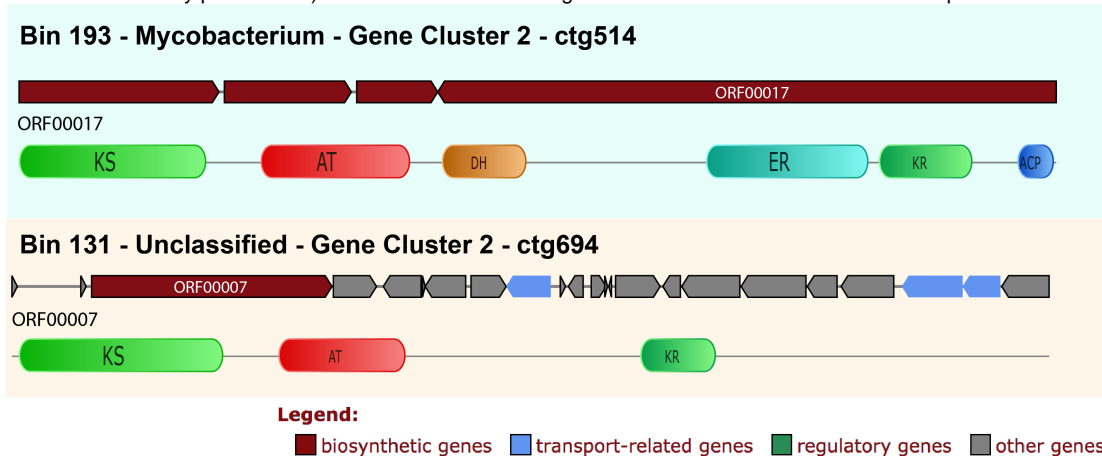 Bin 193 - Mycobacterium - Gene Cluster 2 - ctg514
ORF00017
ORF00017
KS AT DH ER KR ACP
Bin 131 - Unclassified - Gene Cluster 2 - ctg694
ORF00007
ORF00007
KS AT KR
Legend:
biosynthetic genes transport-related genes regulatory genes other genes